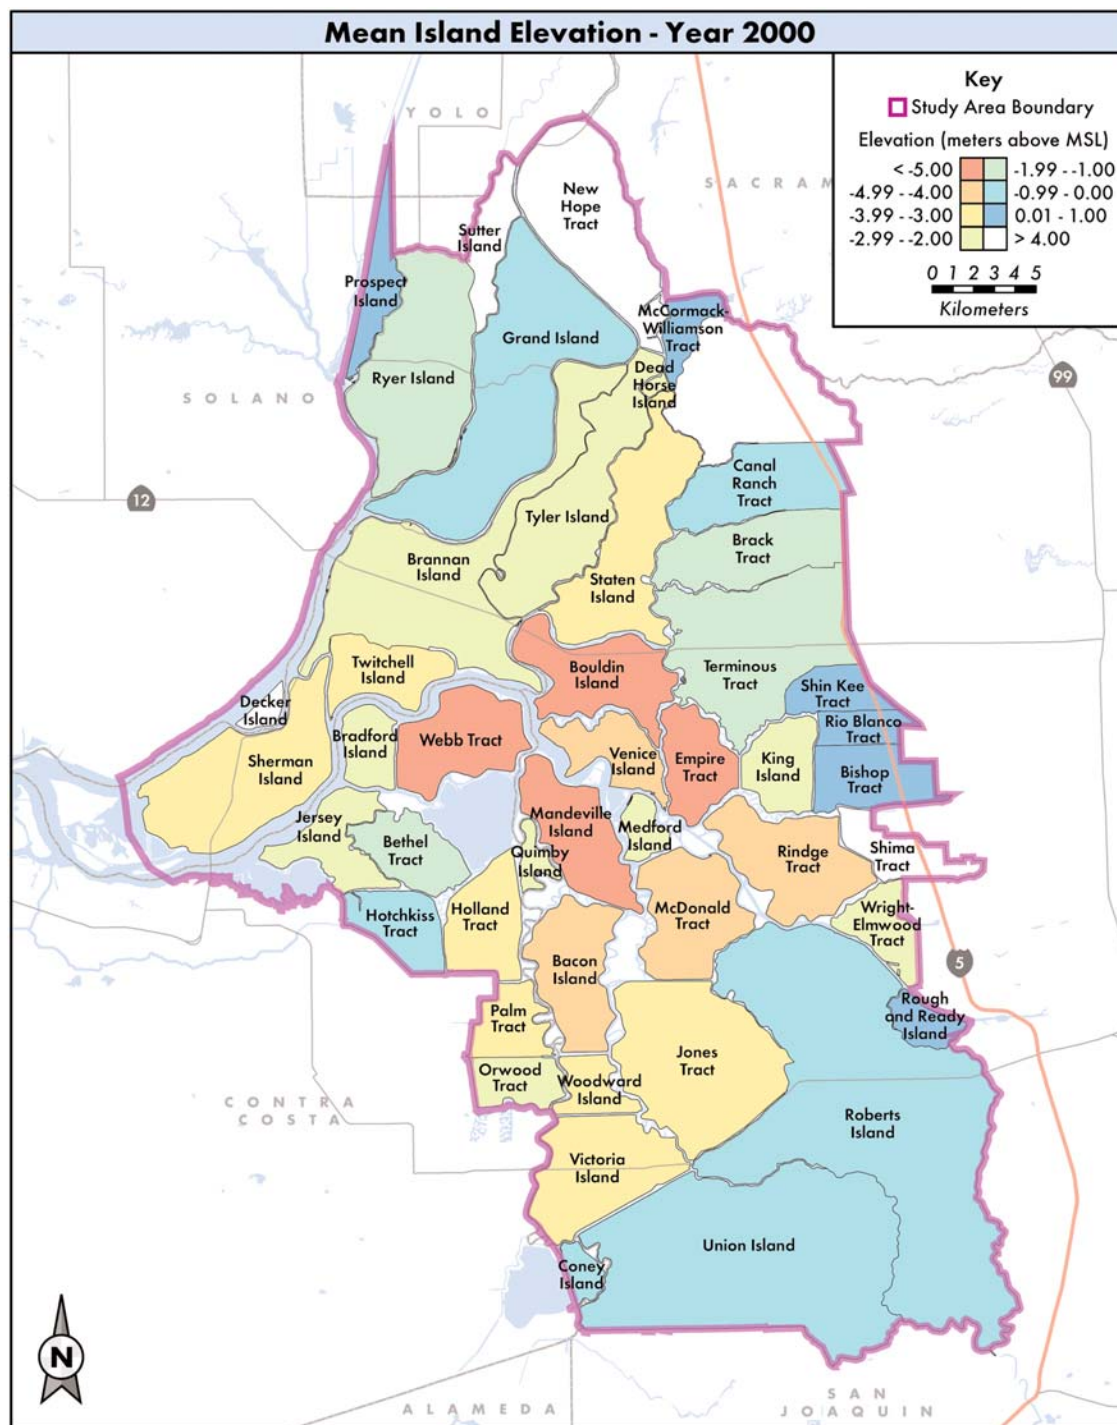 Mean Island Elevation - Year 2000
Key
Study Area Boundary
Elevation (meters above MSL)
< -5.00
-1.99 - -1.00
-4.99 - -4.00
-0.99 - 0.00
-3.99 - -3.00
0.01 - 1.00
-2.99 - -2.00
> 4.00
0 1 2 3 4 5
Kilometers
YOLO
SACRAM
New
Hope
Tract
Sutter
Island
Prospect
Island
McCormack-
Williamson
Tract
Grand Island
Dead
Horse
Island
Ryer Island
SOLANO
99
12
Canal
Ranch
Tract
Tyler Island
Brack
Tract
Brannan
Island
Staten
Island
Twitchell
Island
Bouldin
Island
Terminous
Tract
Shin Kee
Tract
Decker
Island
Rio Blanco
Tract
Bradford
Island
Webb Tract
Venice
Island
Empire
Tract
King
Island
Sherman
Island
Bishop
Tract
Jersey
Island
Mandeville
Island
Medford
Island
Bethel
Tract
Quimby
Island
Rindge
Tract
Shima
Tract
Hotchkiss
Tract
Holland
Tract
McDonald
Tract
Wright-
Elmwood
Tract
Bacon
Island
5
Palm
Tract
Rough
and Ready
Island
Orwood
Tract
Woodward
Island
Jones
Tract
CONTRA
COSTA
Roberts
Island
Victoria
Island
Union Island
Coney
Island
N
ALAMEDA
SAN
JOAQUIN